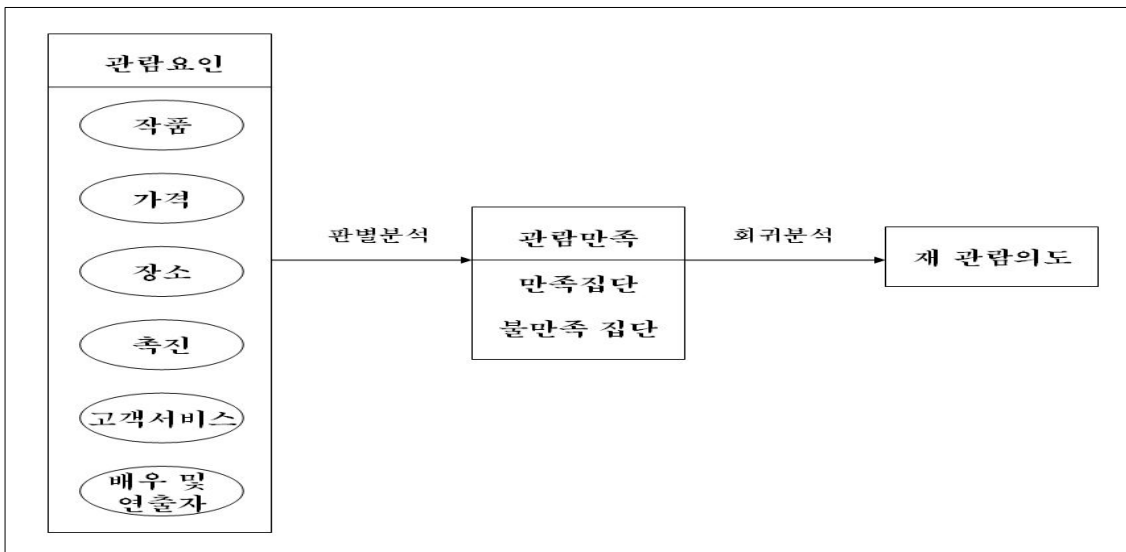 관람요인
작품
가격
장소
촉진
고객서비스
배우 및
연출자
판별분석
관람만족
만족집단
불만족 집단
회귀분석
재 관람의도